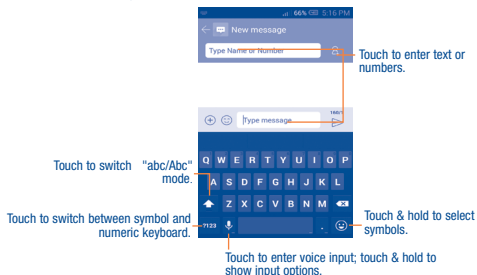 66% 5:16 PM
New message
Type Name or Number
Touch to enter text or
numbers.
160/1
Type message
Q W E R T Y U I O P
Touch to switch "abc/Abc"
mode.
A S D F G H J K L
Z X C V B N M
Touch to switch between symbol and
numeric keyboard.
?123 , .
Touch & hold to select
symbols.
Touch to enter voice input; touch & hold to
show input options.